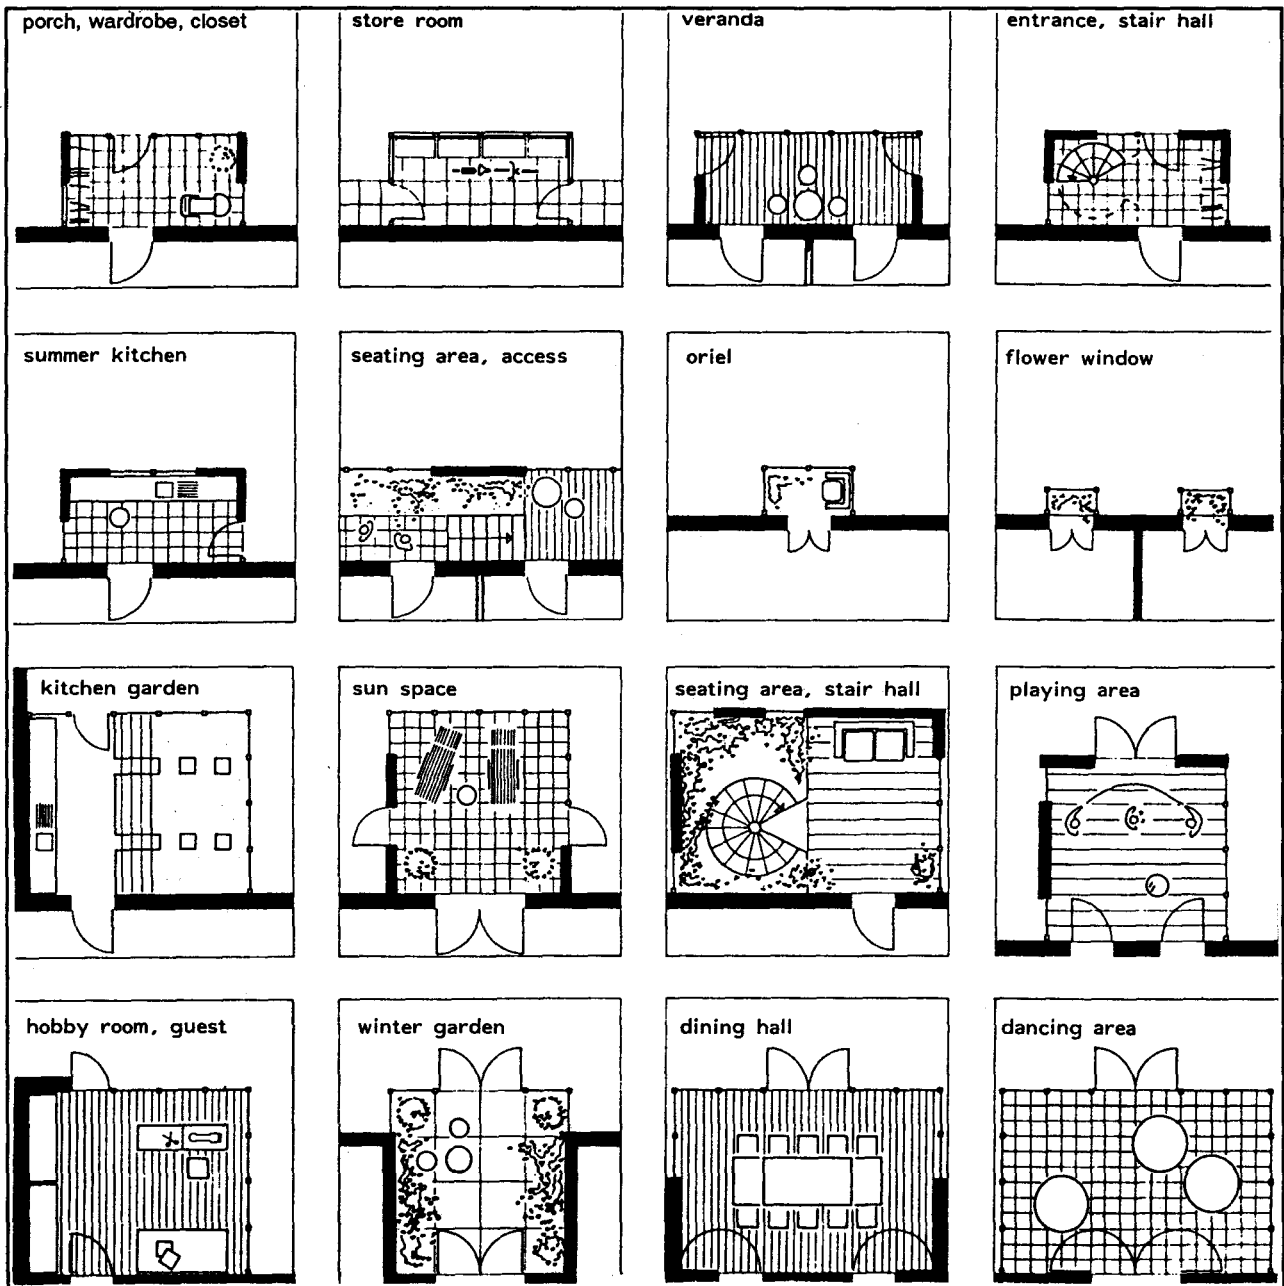 porch, wardrobe, closet
store room
veranda
entrance, stair hall
summer kitchen
seating area, access
oriel
flower window
kitchen garden
sun space
seating area, stair hall
playing area
hobby room, guest
winter garden
dining hall
dancing area